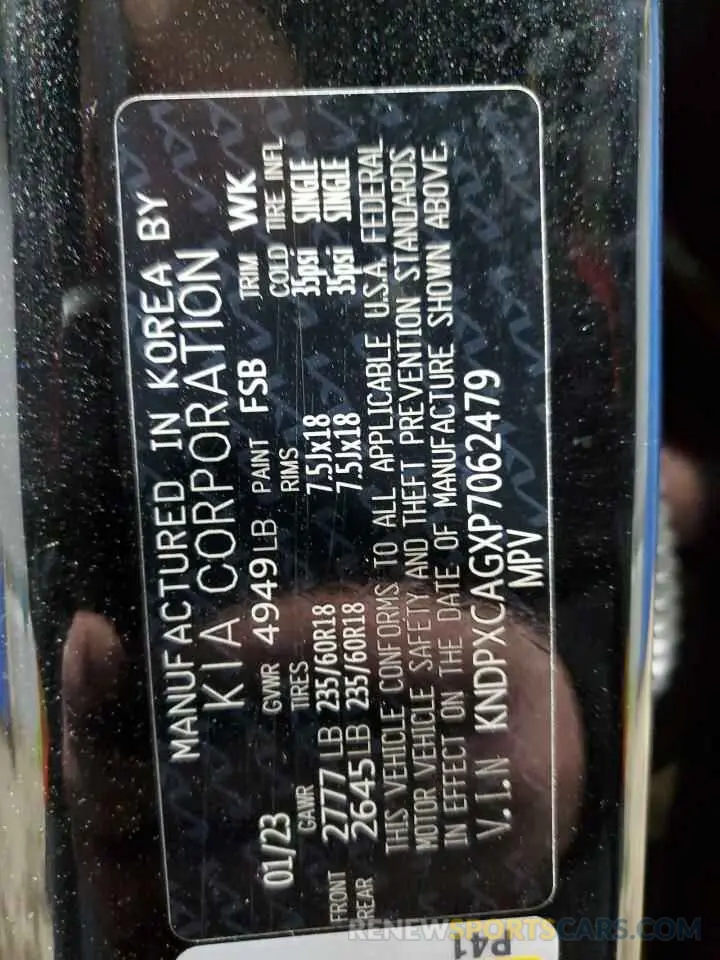 MANUFACTURED IN KOREA BY
KIA CORPORATION
01/23 GVWR 4949LB PAINT FSB TRIM WK
GAWR TIRES RIMS COLD TIRE INFL
FRONT 2777LB 235/60R18 7.5Jx18 35psi SINGLE
REAR 2645LB 235/60R18 7.5Jx18 35psi SINGLE
THIS VEHICLE CONFORMS TO ALL APPLICABLE U.S.A. FEDERAL
MOTOR VEHICLE SAFETY AND THEFT PREVENTION STANDARDS
IN EFFECT ON THE DATE OF MANUFACTURE SHOWN ABOVE.
V.I.N KNDPXCAGXP7062479
MPV
P41
RENEWSPORTSCARS.COM